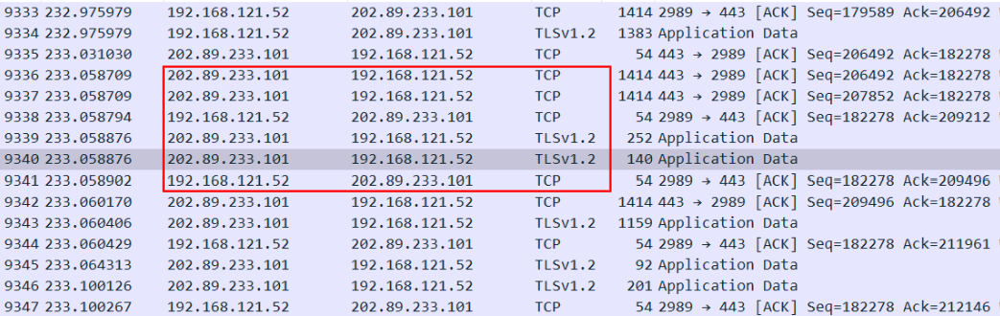 9333 232.975979 192.168.121.52 202.89.233.101 TCP 1414 2989 → 443 [ACK] Seq=179589 Ack=206492
9334 232.975979 192.168.121.52 202.89.233.101 TLSv1.2 1383 Application Data
9335 233.031030 202.89.233.101 192.168.121.52 TCP 54 443 → 2989 [ACK] Seq=206492 Ack=182278
9336 233.058709 202.89.233.101 192.168.121.52 TCP 1414 443 → 2989 [ACK] Seq=206492 Ack=182278
9337 233.058709 202.89.233.101 192.168.121.52 TCP 1414 443 → 2989 [ACK] Seq=207852 Ack=182278
9338 233.058794 192.168.121.52 202.89.233.101 TCP 54 2989 → 443 [ACK] Seq=182278 Ack=209212
9339 233.058876 202.89.233.101 192.168.121.52 TLSv1.2 252 Application Data
9340 233.058876 202.89.233.101 192.168.121.52 TLSv1.2 140 Application Data
9341 233.058902 192.168.121.52 202.89.233.101 TCP 54 2989 → 443 [ACK] Seq=182278 Ack=209496
9342 233.060170 202.89.233.101 192.168.121.52 TCP 1414 443 → 2989 [ACK] Seq=209496 Ack=182278
9343 233.060406 202.89.233.101 192.168.121.52 TLSv1.2 1159 Application Data
9344 233.060429 192.168.121.52 202.89.233.101 TCP 54 2989 → 443 [ACK] Seq=182278 Ack=211961
9345 233.064313 202.89.233.101 192.168.121.52 TLSv1.2 92 Application Data
9346 233.100126 202.89.233.101 192.168.121.52 TLSv1.2 201 Application Data
9347 233.100267 192.168.121.52 202.89.233.101 TCP 54 2989 → 443 [ACK] Seq=182278 Ack=212146